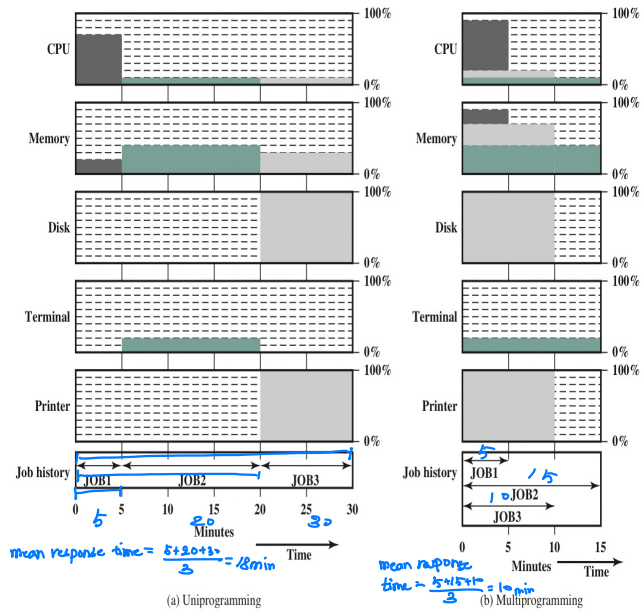 100%
CPU
0%
100%
Memory
0%
100%
Disk
0%
100%
Terminal
0%
100%
Printer
0%
Job history
JOB1 JOB2 JOB3
0 5 10 15 20 25 30
5 20 30
Minutes
Time
mean response time = 5+20+30 / 3 = 18min
(a) Uniprogramming
100%
CPU
0%
100%
Memory
0%
100%
Disk
0%
100%
Terminal
0%
100%
Printer
0%
5
Job history
JOB1
15
JOB2
10
JOB3
0 5 10 15
Minutes
Time
mean response
time = 5+15+10 / 3 = 10min
(b) Multiprogramming